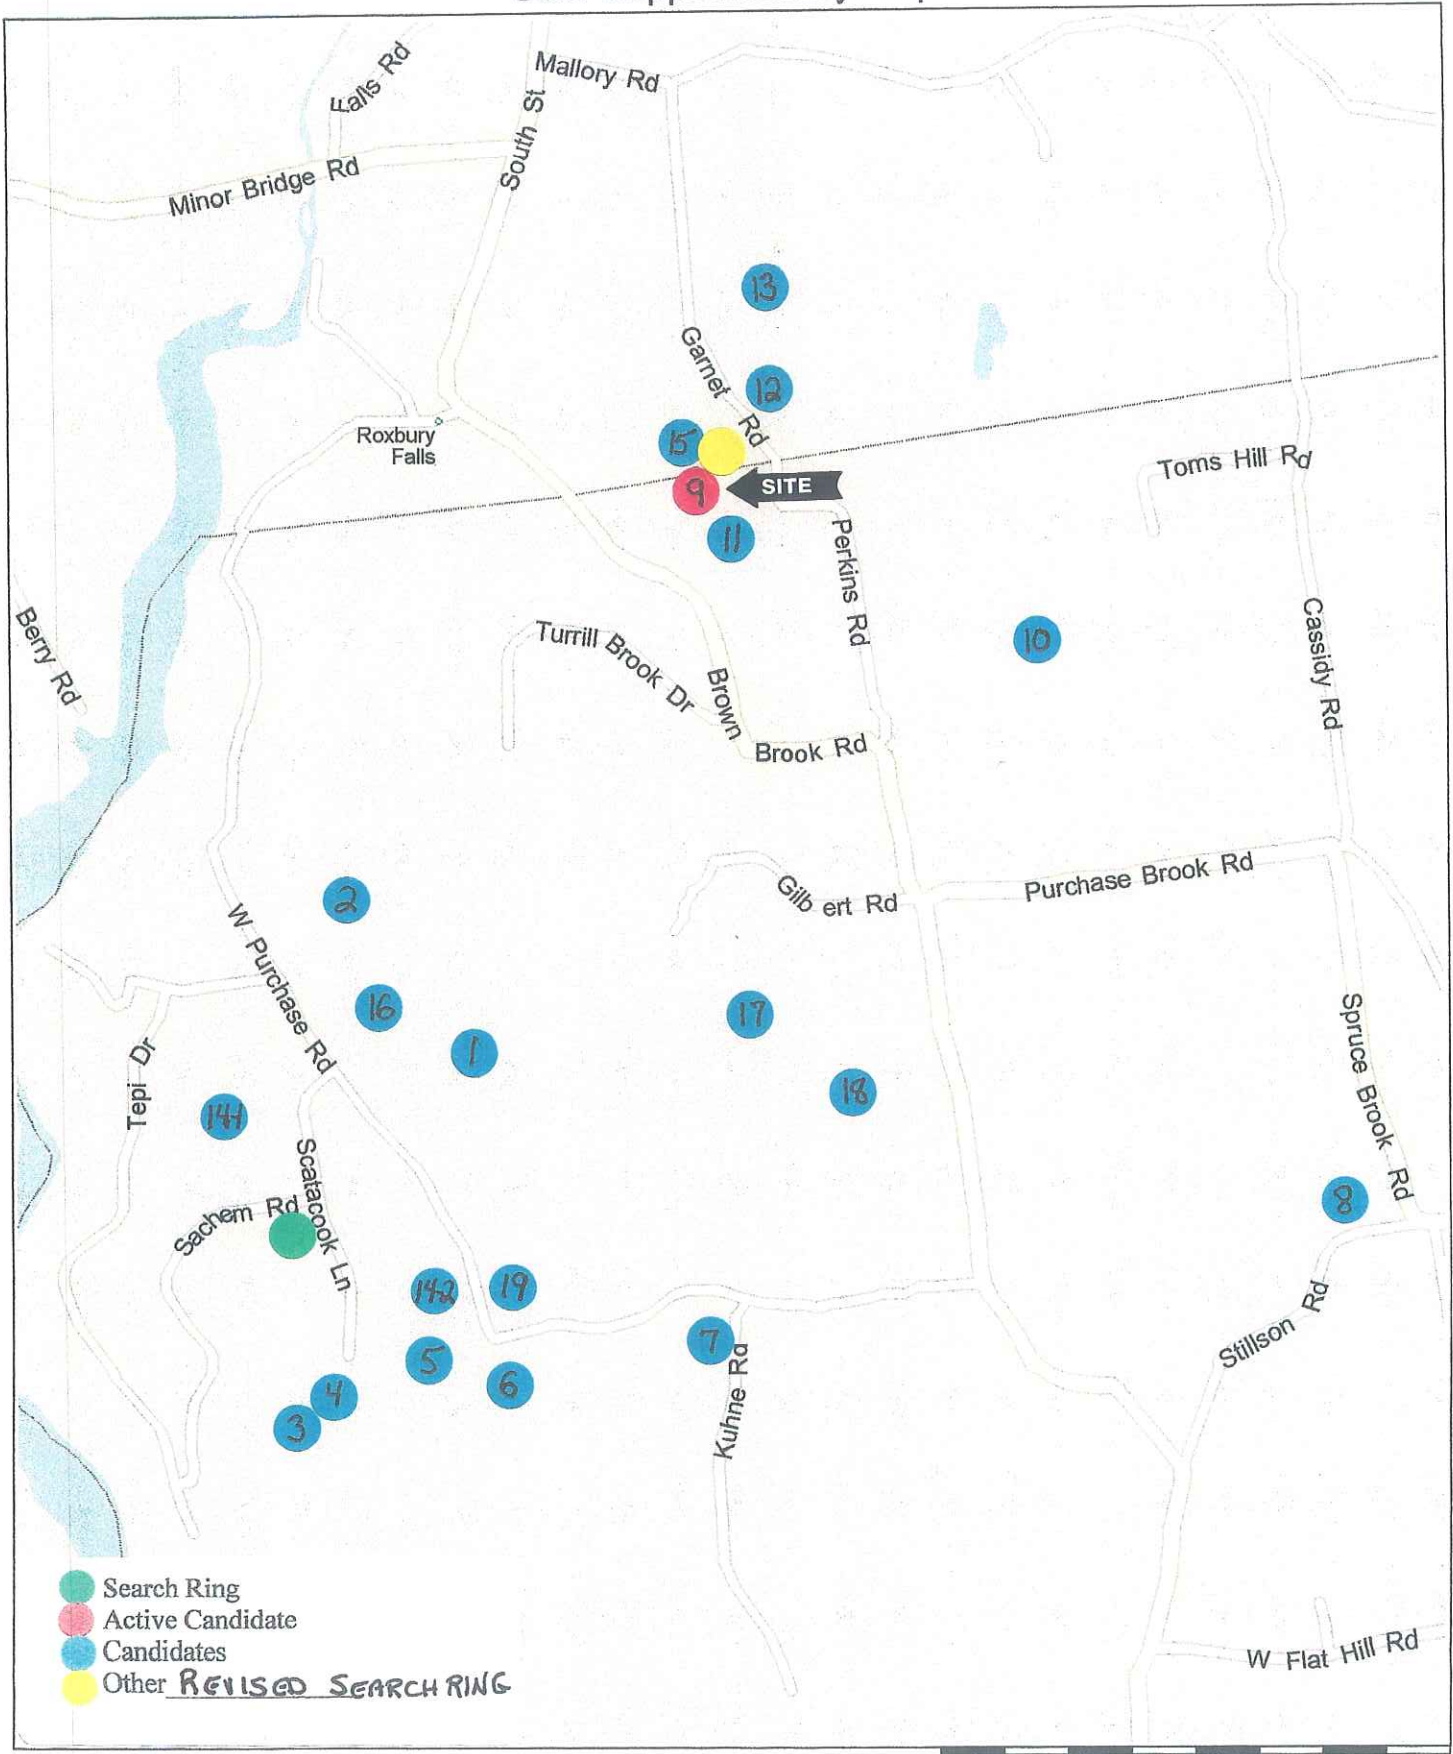 Falls Rd
Mallory Rd
South St
Minor Bridge Rd
13
Garnet Rd
12
15
Roxbury
Falls
9
SITE
Toms Hill Rd
11
Perkins Rd
Berry Rd
Turrill Brook Dr
10
Cassidy Rd
Brown
Brook Rd
2
Gilbert Rd
Purchase Brook Rd
W Purchase Rd
16
17
1
Tepi Dr
18
Spruce Brook Rd
14-1
Scatacook Ln
Sachem Rd
8
14-2
19
Stillson Rd
7
5
6
4
3
Kuhne Rd
Search Ring
Active Candidate
Candidates
Other REVISED SEARCH RING
W Flat Hill Rd